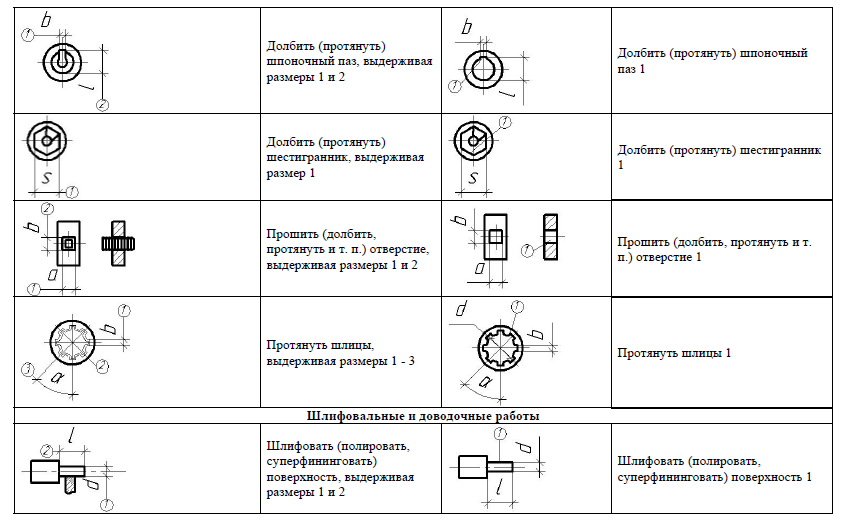 b
1
l
2
Долбить (протянуть)
шпоночный паз, выдерживая
размеры 1 и 2
b
1
l
Долбить (протянуть) шпоночный
паз 1
S
1
Долбить (протянуть)
шестигранник, выдерживая
размер 1
1
S
Долбить (протянуть) шестигранник
1
2
b
a
1
Прошить (долбить,
протянуть и т. п.) отверстие,
выдерживая размеры 1 и 2
b
1
a
Прошить (долбить, протянуть и т.
п.) отверстие 1
1
b
3
2
a
Протянуть шлицы,
выдерживая размеры 1 - 3
d
1
b
a
Протянуть шлицы 1
Шлифовальные и доводочные работы
l
2
d
1
Шлифовать (полировать,
суперфининговать)
поверхность, выдерживая
размеры 1 и 2
1
d
l
Шлифовать (полировать,
суперфининговать) поверхность 1